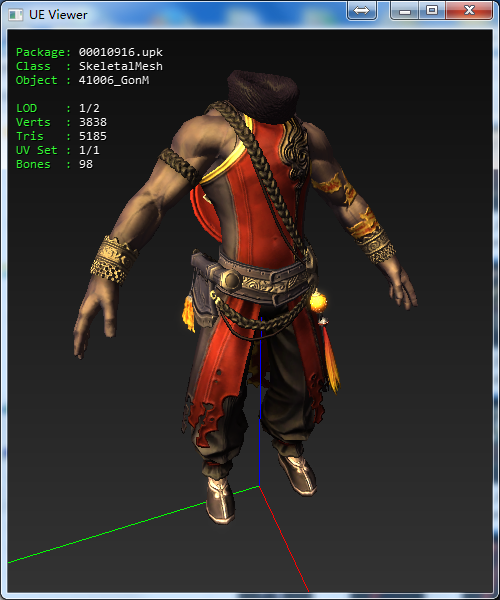 UE Viewer
Package: 00010916.upk
Class  : SkeletalMesh
Object : 41006_GonM
LOD    : 1/2
Verts  : 3838
Tris   : 5185
UV Set : 1/1
Bones  : 98